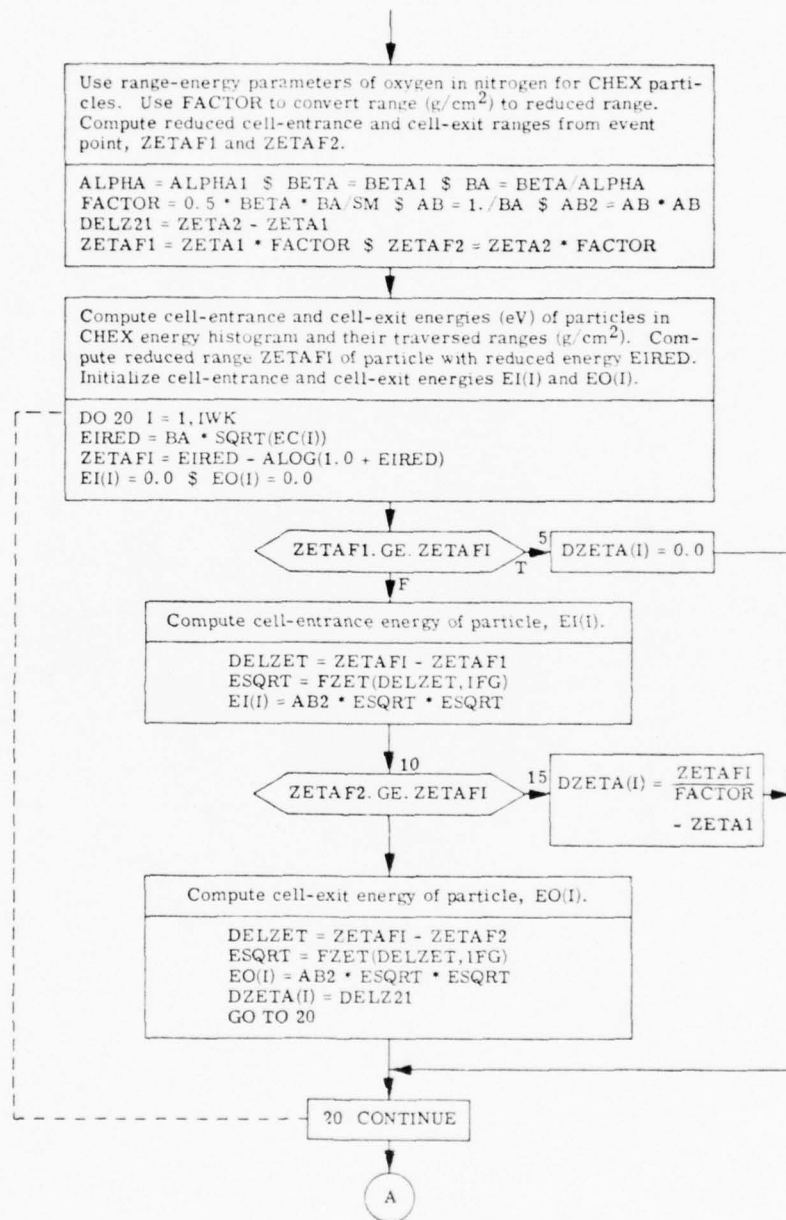 Use range-energy parameters of oxygen in nitrogen for CHEX parti-
cles. Use FACTOR to convert range (g/cm2) to reduced range.
Compute reduced cell-entrance and cell-exit ranges from event
point, ZETAF1 and ZETAF2.
ALPHA = ALPHA1 $ BETA = BETA1 $ BA = BETA/ALPHA
FACTOR = 0.5 * BETA * BA/SM $ AB = 1./BA $ AB2 = AB * AB
DELZ21 = ZETA2 - ZETA1
ZETAF1 = ZETA1 * FACTOR $ ZETAF2 = ZETA2 * FACTOR
Compute cell-entrance and cell-exit energies (eV) of particles in
CHEX energy histogram and their traversed ranges (g/cm2). Com-
pute reduced range ZETAFI of particle with reduced energy EIRED.
Initialize cell-entrance and cell-exit energies EI(I) and EO(I).
DO 20 I = 1,IWK
EIRED = BA * SQRT(EC(I))
ZETAFI = EIRED - ALOG(1.0 + EIRED)
EI(I) = 0.0 $ EO(I) = 0.0
ZETAF1.GE.ZETAFI
T
5
DZETA(I) = 0.0
F
Compute cell-entrance energy of particle, EI(I).
DELZET = ZETAFI - ZETAF1
ESQRT = FZET(DELZET,IFG)
EI(I) = AB2 * ESQRT * ESQRT
10
ZETAF2.GE.ZETAFI
15
DZETA(I) = ZETAFI
FACTOR
- ZETA1
Compute cell-exit energy of particle, EO(I).
DELZET = ZETAFI - ZETAF2
ESQRT = FZET(DELZET,IFG)
EO(I) = AB2 * ESQRT * ESQRT
DZETA(I) = DELZ21
GO TO 20
20 CONTINUE
A